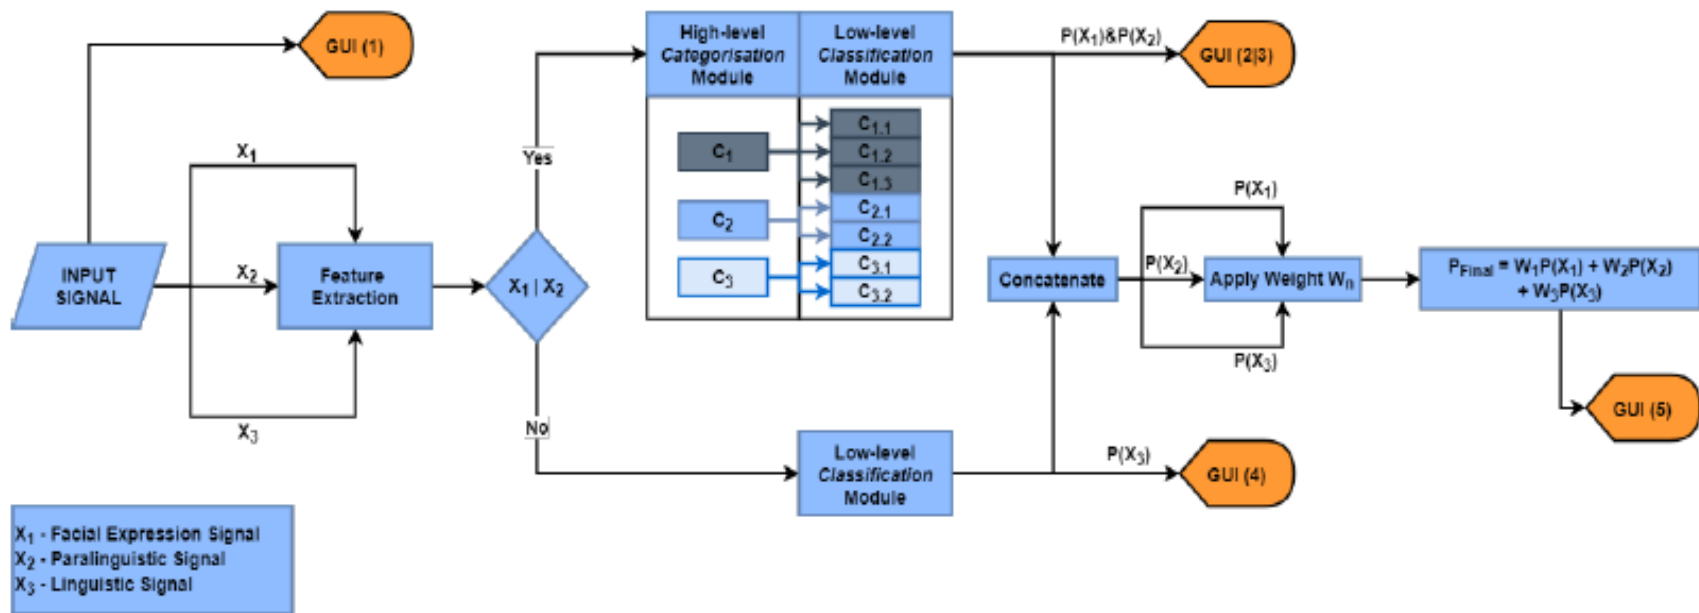 GUI (1)
X1
X2
X3
INPUT
SIGNAL
Feature
Extraction
X1 | X2
Yes
No
High-level
Categorisation
Module
Low-level
Classification
Module
C1
C2
C3
C1.1
C1.2
C1.3
C2.1
C2.2
C3.1
C3.2
P(X1)&P(X2)
GUI (2|3)
Low-level
Classification
Module
P(X3)
GUI (4)
Concatenate
P(X1)
P(X2)
P(X3)
Apply Weight Wn
PFinal = W1P(X1) + W2P(X2)
+ W3P(X3)
GUI (5)
X1 - Facial Expression Signal
X2 - Paralinguistic Signal
X3 - Linguistic Signal